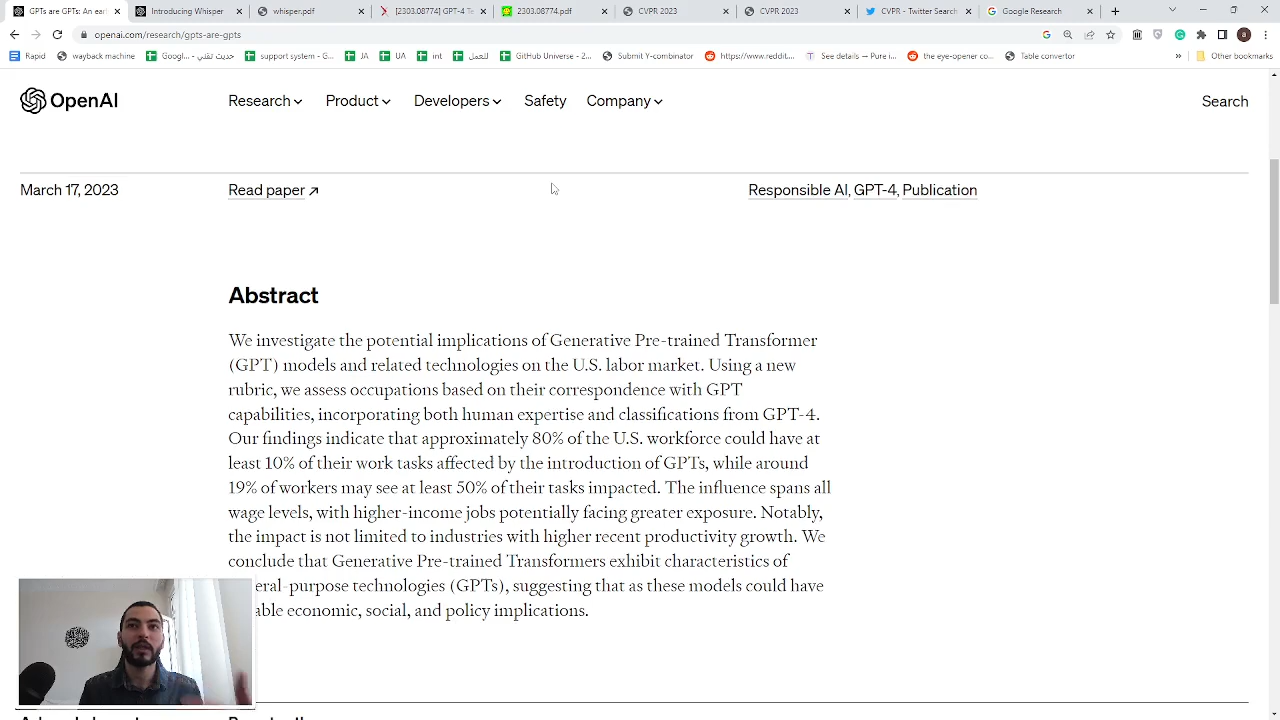 GPTs are GPTs: An ear
Introducing Whisper
whisper.pdf
[2303.08774] GPT-4 Te
2303.08774.pdf
CVPR 2023
CVPR 2023
CVPR - Twitter Search
Google Research
openai.com/research/gpts-are-gpts
Rapid
wayback machine
Googl... - حديث تقني
support system - G...
JA
UA
int
للعمل
GitHub Universe - 2...
Submit Y-combinator
https://www.reddit....
See details — Pure l...
the eye-opener co...
Table convertor
Other bookmarks
OpenAI
Research
Product
Developers
Safety
Company
Search
March 17, 2023
Read paper
Responsible AI, GPT-4, Publication
Abstract
We investigate the potential implications of Generative Pre-trained Transformer
(GPT) models and related technologies on the U.S. labor market. Using a new
rubric, we assess occupations based on their correspondence with GPT
capabilities, incorporating both human expertise and classifications from GPT-4.
Our findings indicate that approximately 80% of the U.S. workforce could have at
least 10% of their work tasks affected by the introduction of GPTs, while around
19% of workers may see at least 50% of their tasks impacted. The influence spans all
wage levels, with higher-income jobs potentially facing greater exposure. Notably,
the impact is not limited to industries with higher recent productivity growth. We
conclude that Generative Pre-trained Transformers exhibit characteristics of
eral-purpose technologies (GPTs), suggesting that as these models could have
able economic, social, and policy implications.